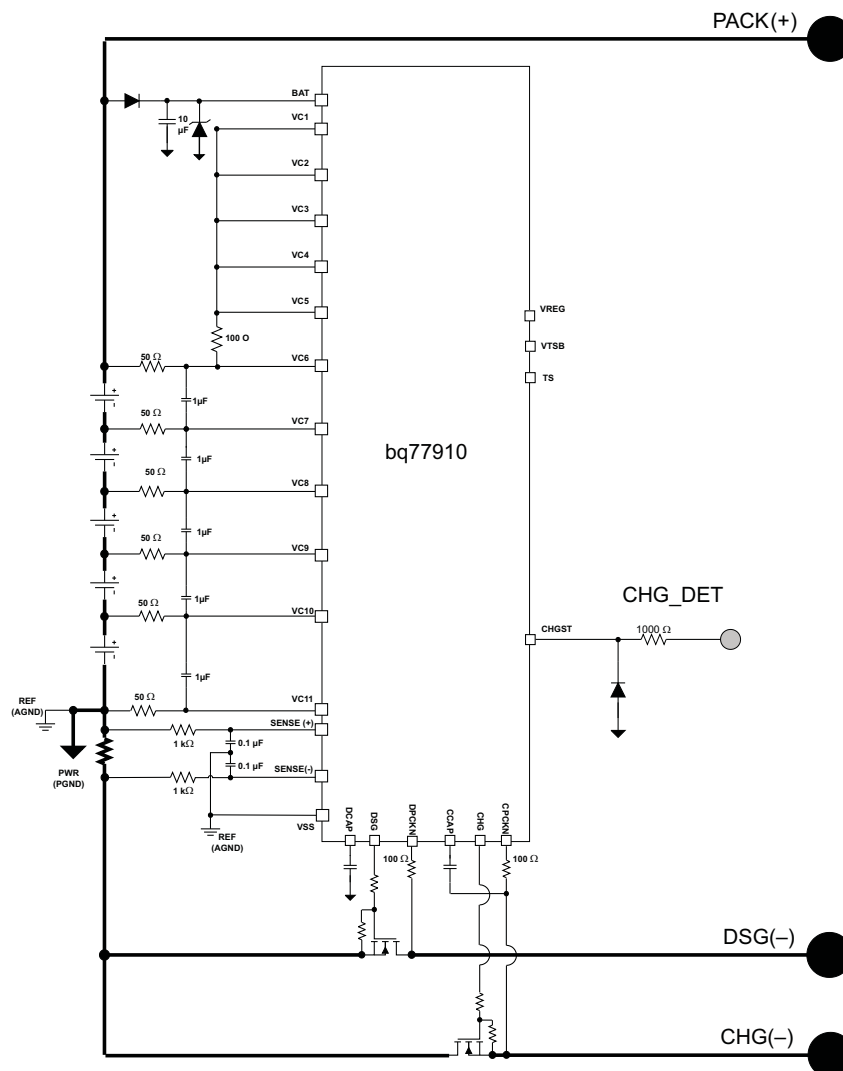 PACK(+)
BAT
10
µF
VC1
VC2
VC3
VC4
VC5
100 O
VREG
VTSB
TS
50 Ω
VC6
+
1µF
50 Ω
VC7
+
bq77910
1µF
50 Ω
VC8
+
1µF
50 Ω
VC9
+
1µF
50 Ω
VC10
+
CHG_DET
CHGST
1000 Ω
1µF
REF
(AGND)
50 Ω
VC11
SENSE (+)
1 kΩ
0.1 µF
0.1 µF
PWR
(PGND)
SENSE(-)
1 kΩ
VSS
REF
(AGND)
DCAP
DSG
DPCKN
CCAP
CHG
CPCKN
100 Ω
100 Ω
DSG(–)
CHG(–)